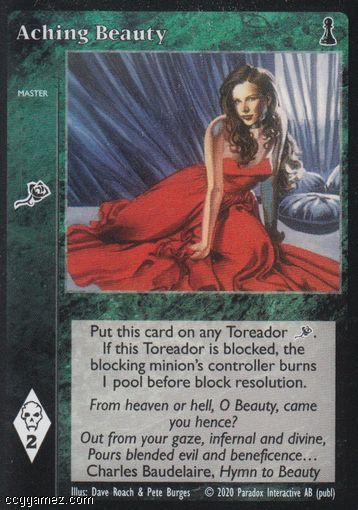 Aching Beauty
MASTER
Put this card on any Toreador .
If this Toreador is blocked, the
blocking minion's controller burns
1 pool before block resolution.
From heaven or hell, O Beauty, came
you hence?
Out from your gaze, infernal and divine,
Pours blended evil and beneficence...
Charles Baudelaire, Hymn to Beauty
2
Illus: Dave Roach & Pete Burges © 2020 Paradox Interactive AB (publ)
ccggamez.com